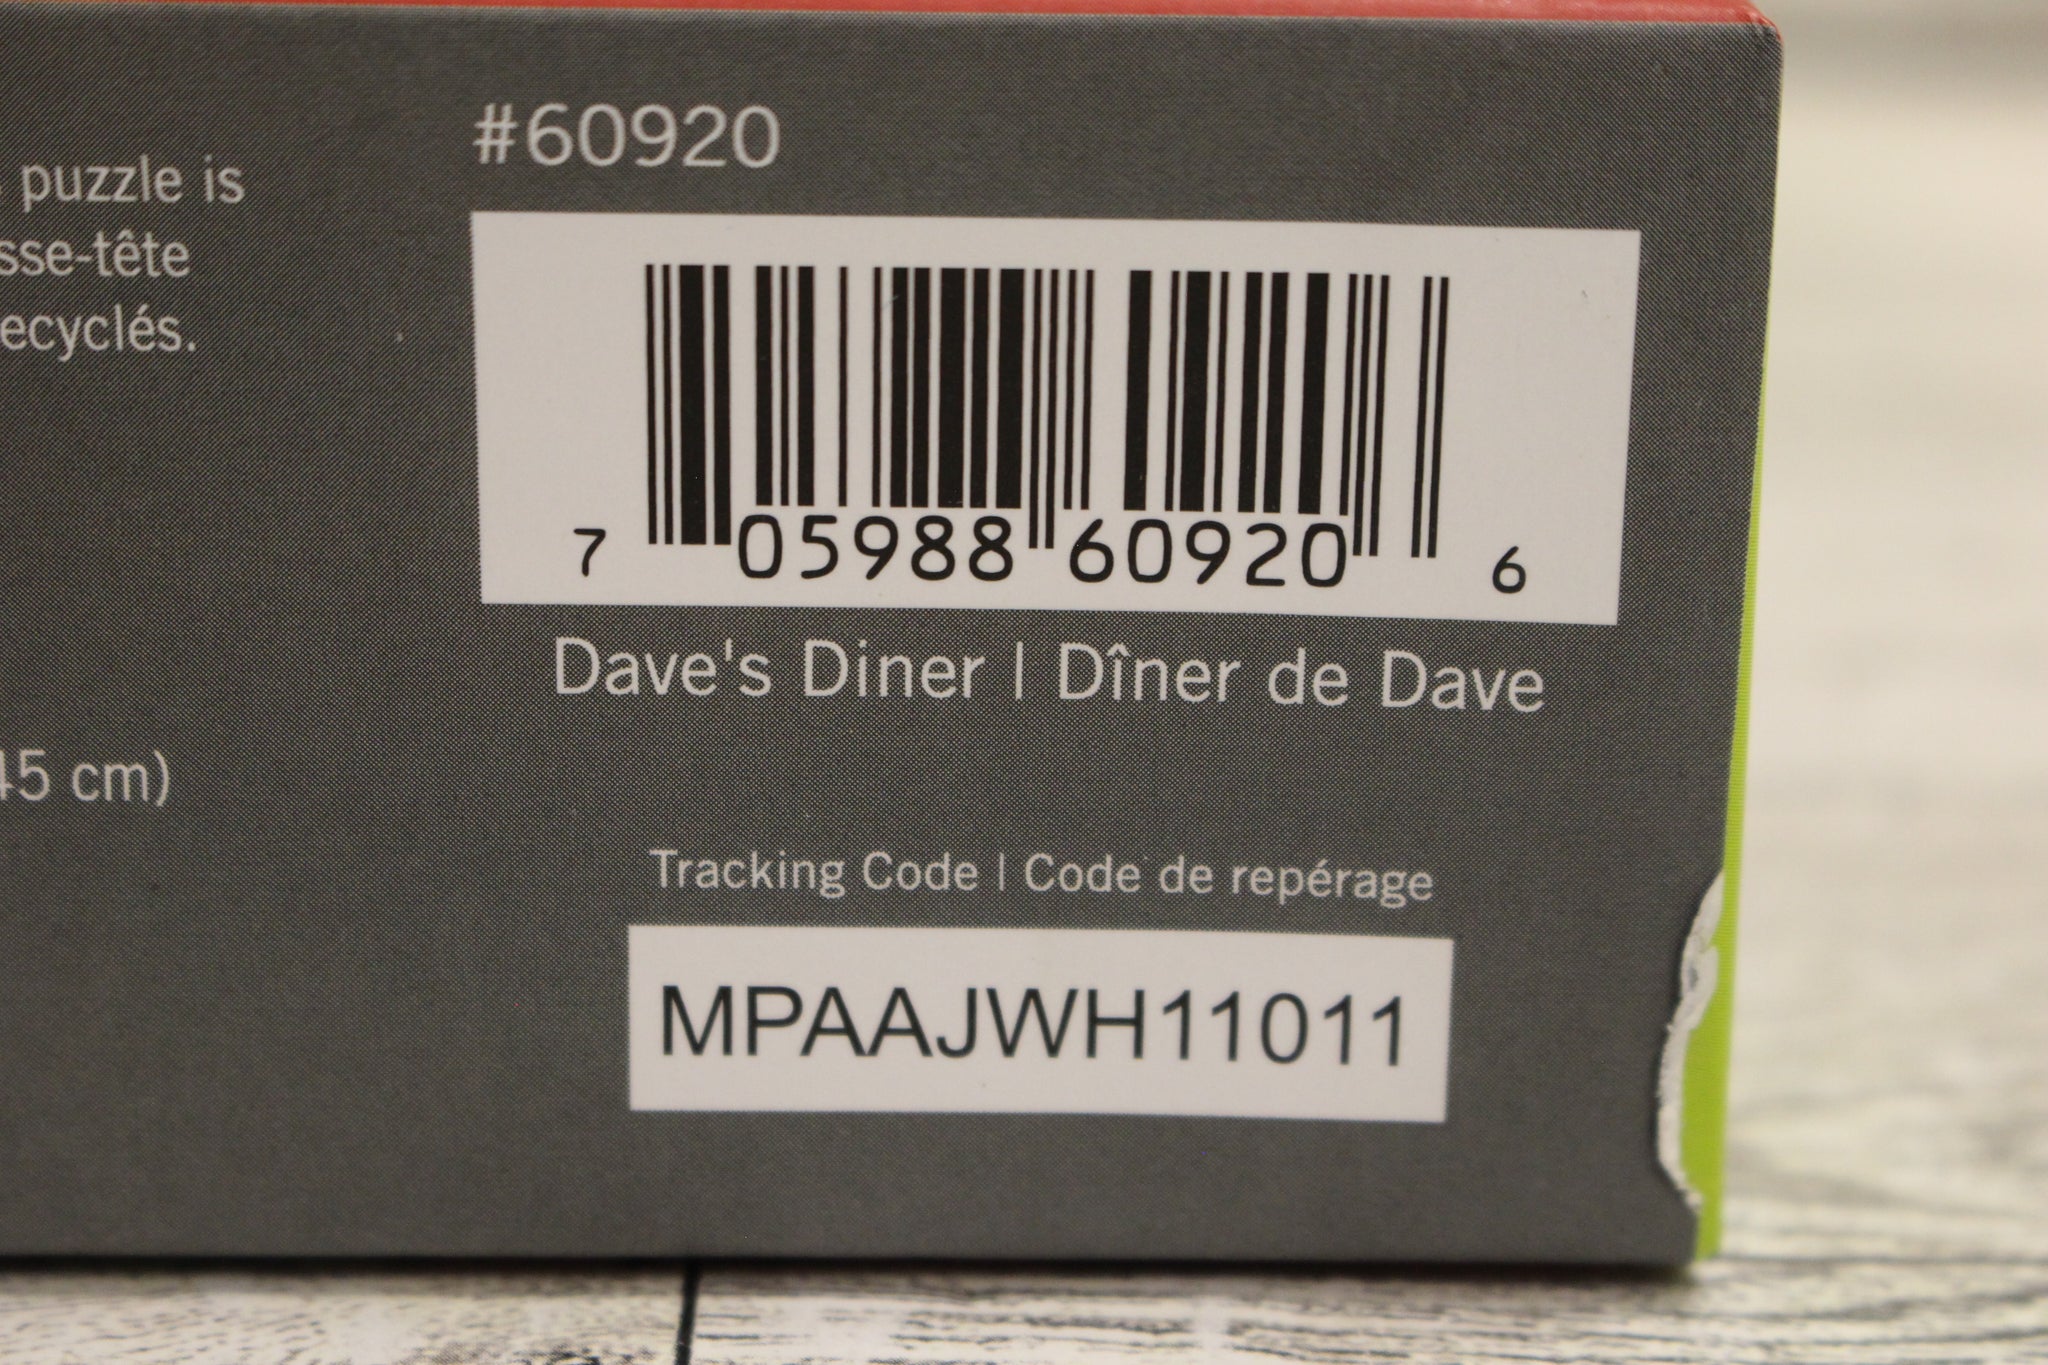 #60920
puzzle is
sse-tête
ecyclés.
7 05988 60920 6
Dave's Diner | Dîner de Dave
45 cm)
Tracking Code | Code de repérage
MPAAJWH11011